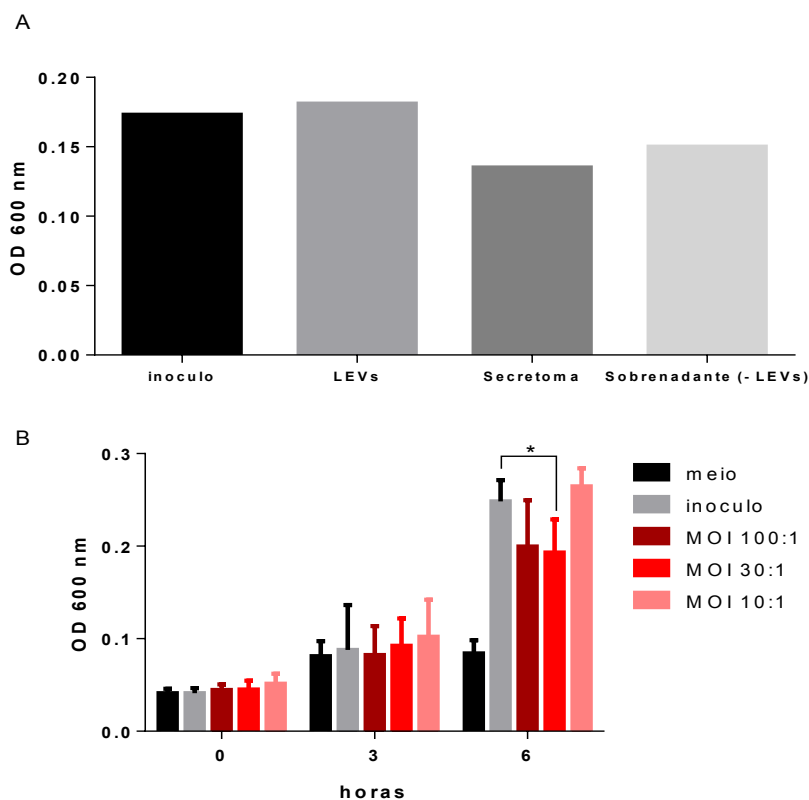 A
OD 600 nm
0.20
0.15
0.10
0.05
0.00
inoculo LEVs Secretoma Sobrenadante (- LEVs)
B
OD 600 nm
0.3
0.2
0.1
0.0
*
0 3 6
horas
meio
inoculo
MOI 100:1
MOI 30:1
MOI 10:1